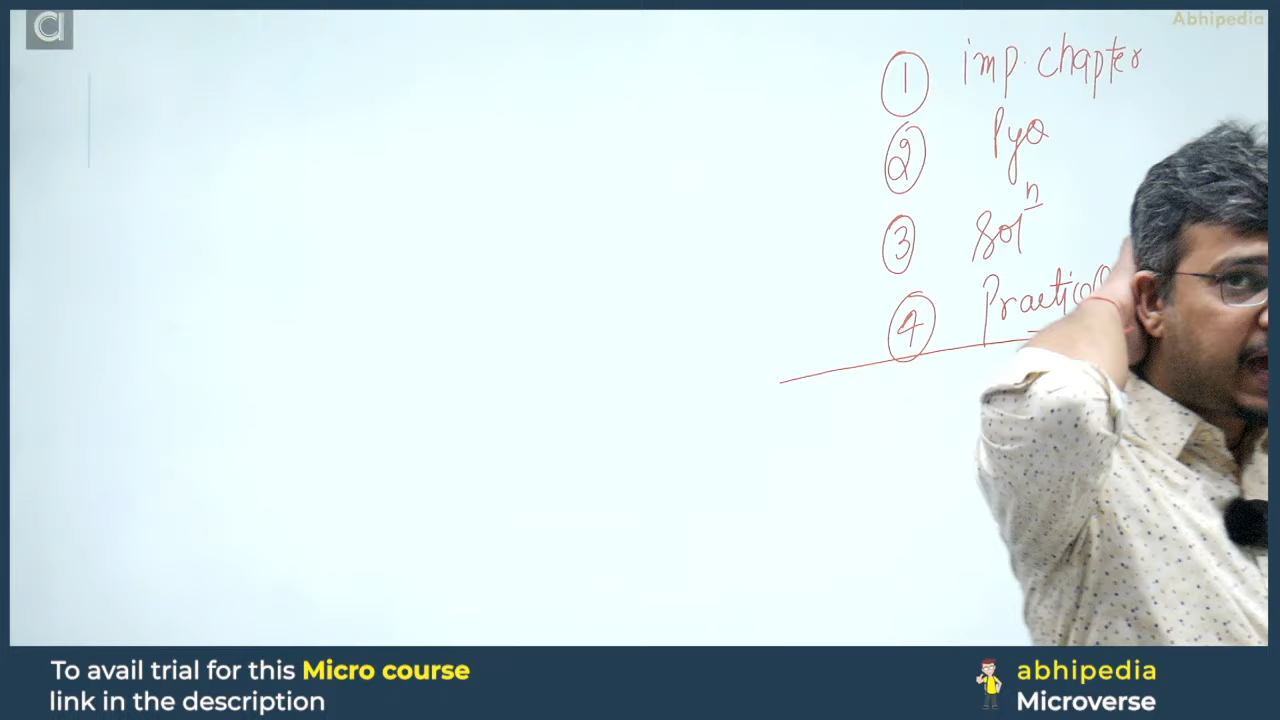 a
Abhipedia
1 imp. chapter
2 PyQ
3 Solⁿ
4
To avail trial for this Micro course
link in the description
abhipedia
Microverse